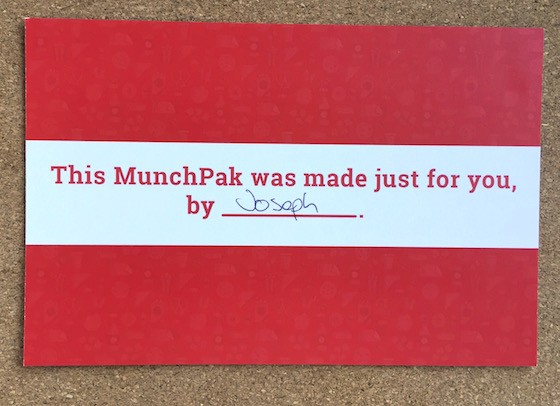 This MunchPak was made just for you,
by Joseph.